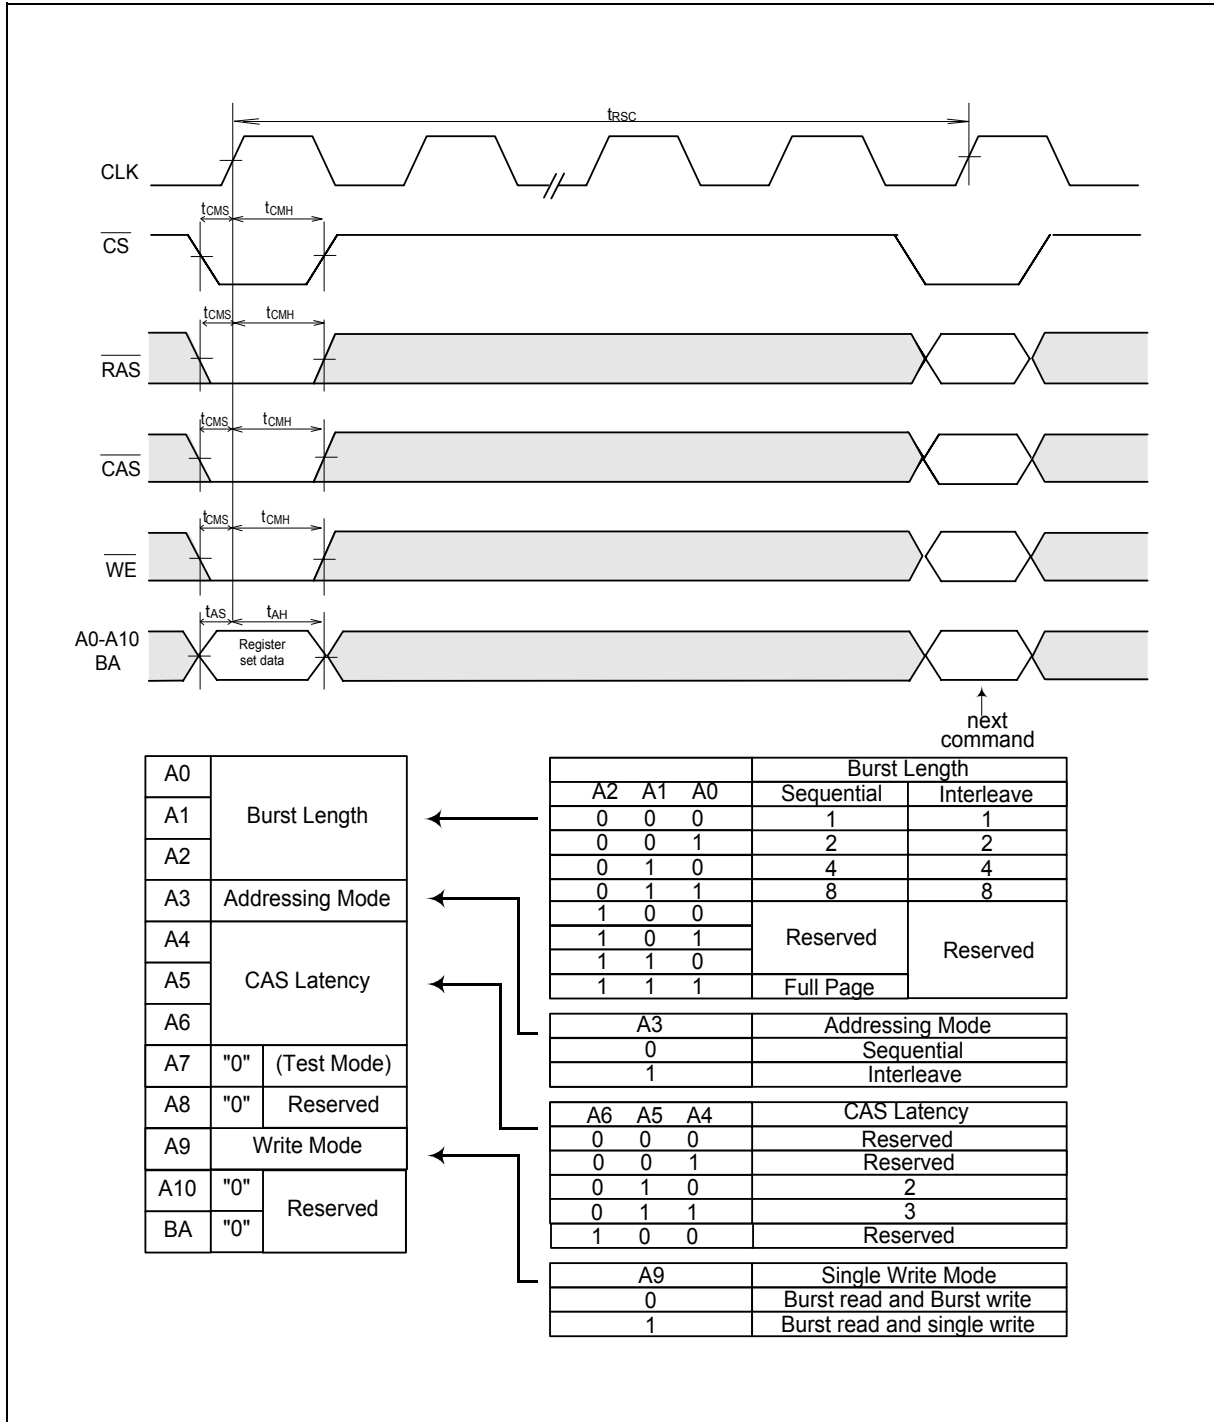 tRSC
CLK
tCMS tCMH
CS
tCMS tCMH
RAS
tCMS tCMH
CAS
tCMS tCMH
WE
tAS tAH
A0-A10
BA
Register
set data
next
command
A0
A1 Burst Length
A2
A3 Addressing Mode
A4
A5 CAS Latency
A6
A7 "0" (Test Mode)
A8 "0" Reserved
A9 Write Mode
A10 "0" Reserved
BA "0"
Burst Length
A2 A1 A0 Sequential Interleave
0 0 0 1 1
0 0 1 2 2
0 1 0 4 4
0 1 1 8 8
1 0 0
1 0 1 Reserved Reserved
1 1 0
1 1 1 Full Page
A3 Addressing Mode
0 Sequential
1 Interleave
A6 A5 A4 CAS Latency
0 0 0 Reserved
0 0 1 Reserved
0 1 0 2
0 1 1 3
1 0 0 Reserved
A9 Single Write Mode
0 Burst read and Burst write
1 Burst read and single write